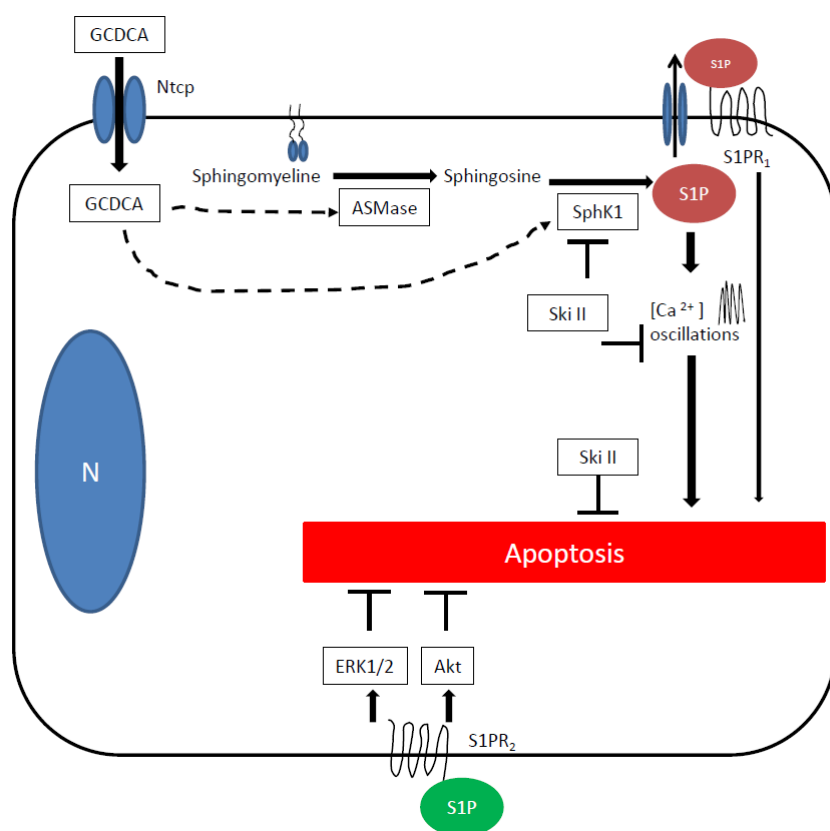 GCDCA
Ntcp
S1P
S1PR1
GCDCA
Sphingomyeline
Sphingosine
S1P
ASMase
SphK1
Ski II
[Ca 2+ ]
oscillations
N
Ski II
Apoptosis
ERK1/2
Akt
S1PR2
S1P